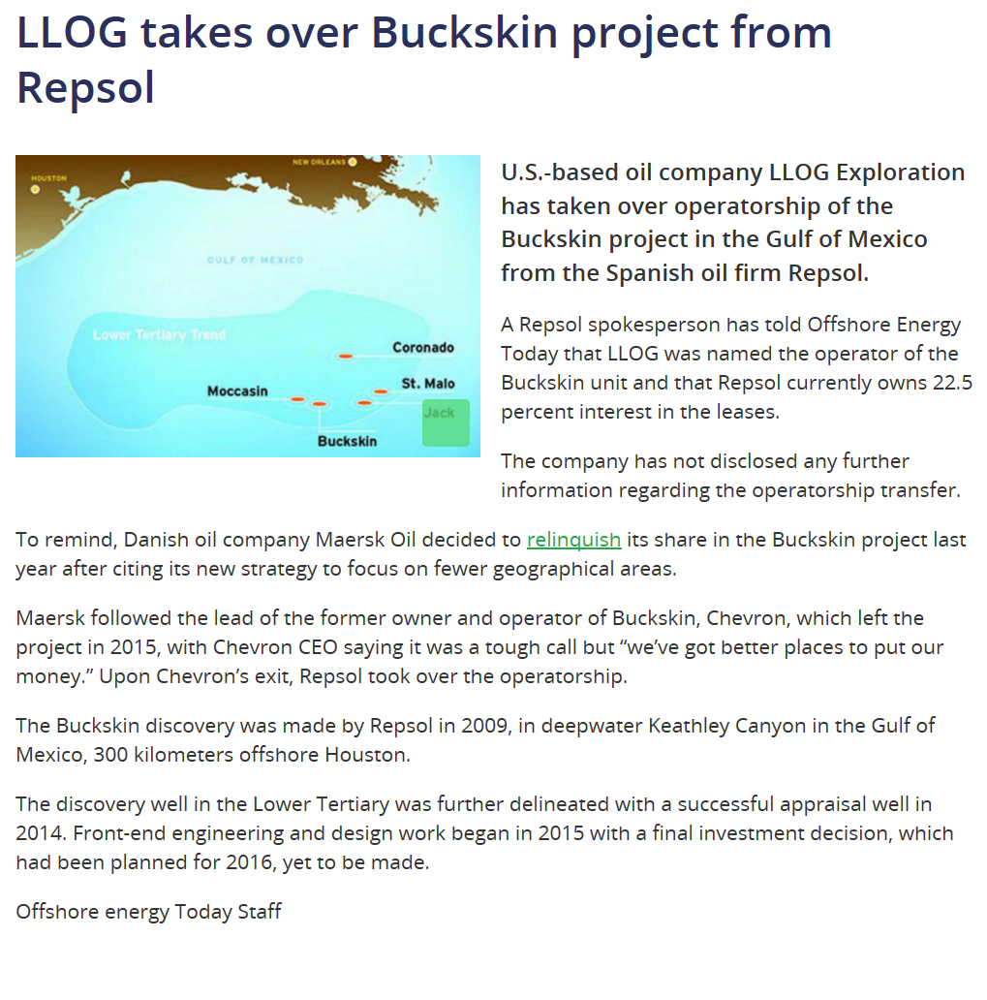 LLOG takes over Buckskin project from
Repsol
NEW ORLEANS
HOUSTON
GULF OF MEXICO
Lower Tertiary Trend
Coronado
St. Malo
Moccasin
Jack
Buckskin
U.S.-based oil company LLOG Exploration
has taken over operatorship of the
Buckskin project in the Gulf of Mexico
from the Spanish oil firm Repsol.
A Repsol spokesperson has told Offshore Energy
Today that LLOG was named the operator of the
Buckskin unit and that Repsol currently owns 22.5
percent interest in the leases.
The company has not disclosed any further
information regarding the operatorship transfer.
To remind, Danish oil company Maersk Oil decided to relinquish its share in the Buckskin project last
year after citing its new strategy to focus on fewer geographical areas.
Maersk followed the lead of the former owner and operator of Buckskin, Chevron, which left the
project in 2015, with Chevron CEO saying it was a tough call but “we’ve got better places to put our
money.” Upon Chevron’s exit, Repsol took over the operatorship.
The Buckskin discovery was made by Repsol in 2009, in deepwater Keathley Canyon in the Gulf of
Mexico, 300 kilometers offshore Houston.
The discovery well in the Lower Tertiary was further delineated with a successful appraisal well in
2014. Front-end engineering and design work began in 2015 with a final investment decision, which
had been planned for 2016, yet to be made.
Offshore energy Today Staff